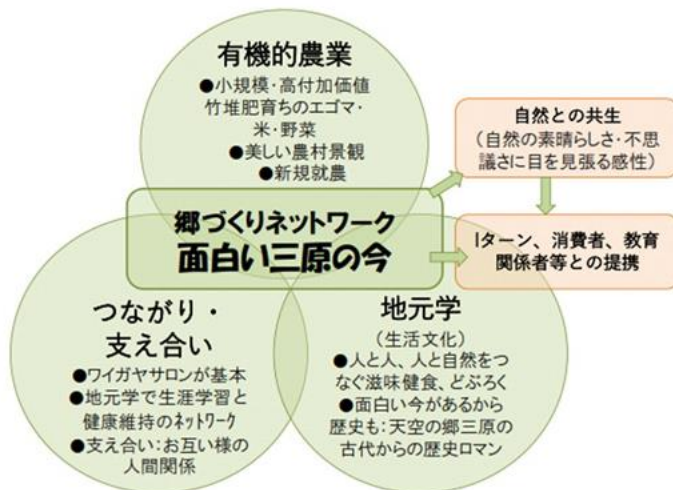 有機的農業
●小規模・高付加価値
竹堆肥育ちのエゴマ・
米・野菜
●美しい農村景観
●新規就農
自然との共生
（自然の素晴らしさ・不思
議さに目を見張る感性）
郷づくりネットワーク
面白い三原の今
Iターン、消費者、教育
関係者等との提携
つながり・
支え合い
●ワイガヤサロンが基本
●地元学で生涯学習と
健康維持のネットワーク
●支え合い：お互い様の
人間関係
地元学
（生活文化）
●人と人、人と自然をつ
なぐ滋味健食、どぶろく
●面白い今があるから
歴史も：天空の郷三原の
古代からの歴史ロマン